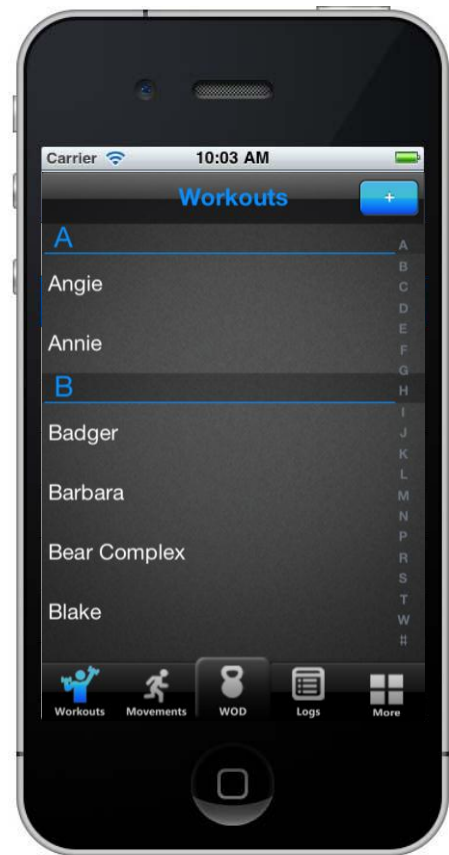 Carrier 10:03 AM
Workouts +
A
Angie
Annie
B
Badger
Barbara
Bear Complex
Blake
A
B
C
D
E
F
G
H
I
J
K
L
M
N
P
R
S
T
W
#
Workouts Movements WOD Logs More